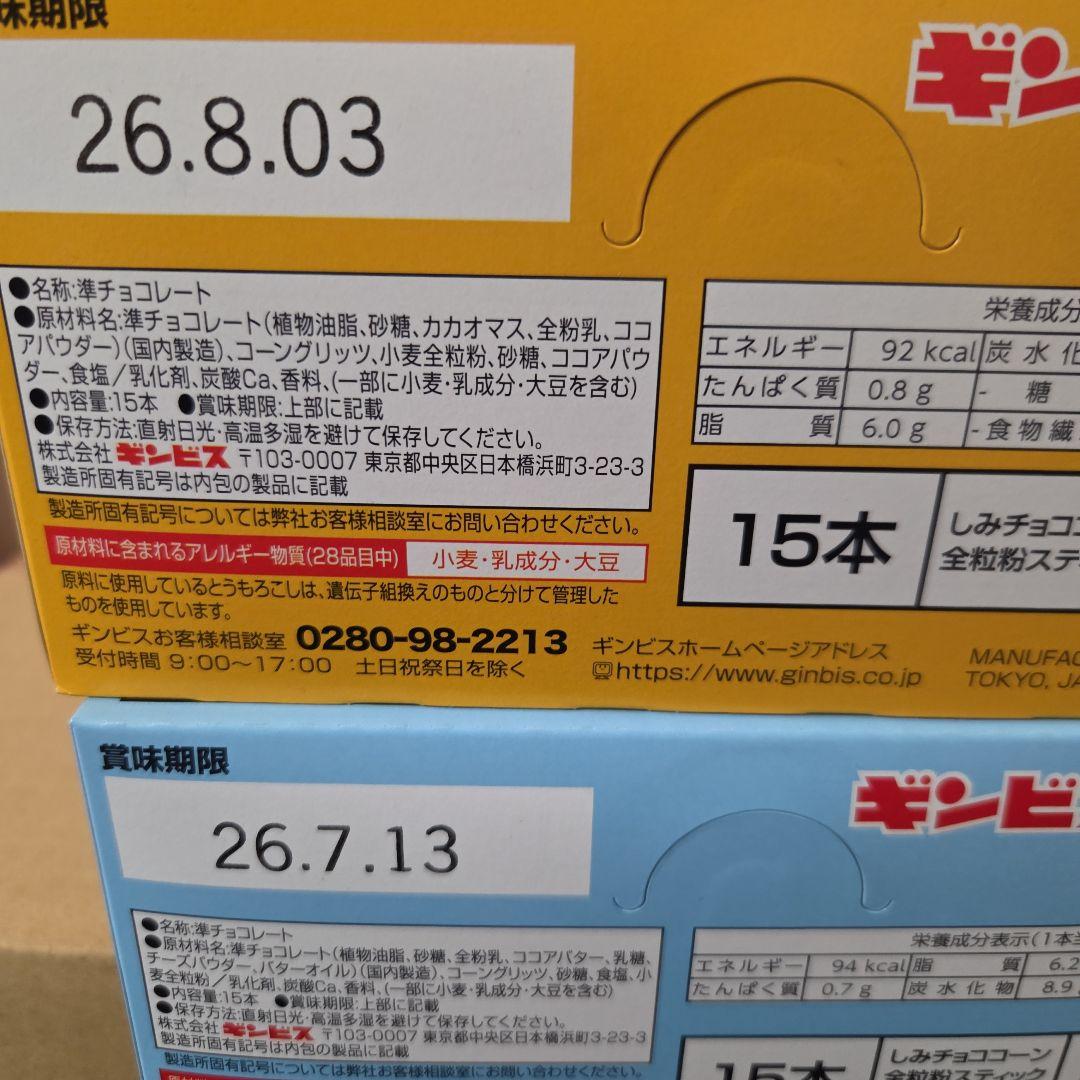 味期限
26.8.03
ギン
●名称:準チョコレート
●原材料名:準チョコレート(植物油脂、砂糖、カカオマス、全粉乳、ココ
アパウダー)(国内製造)、コーングリッツ、小麦全粒粉、砂糖、ココアパウ
ダー、食塩/乳化剤、炭酸Ca、香料、(一部に小麦・乳成分・大豆を含む)
●内容量:15本 ●賞味期限:上部に記載
●保存方法:直射日光・高温多湿を避けて保存してください。
株式会社ギンビス 〒103-0007 東京都中央区日本橋浜町3-23-3
製造所固有記号は内包の製品に記載
製造所固有記号については弊社お客様相談室にお問い合わせください。
原材料に含まれるアレルギー物質(28品目中) 小麦・乳成分・大豆
原料に使用しているとうもろこしは、遺伝子組換えのものと分けて管理した
ものを使用しています。
ギンビスお客様相談室 0280-98-2213
受付時間 9:00~17:00 土日祝祭日を除く
ギンビスホームページアドレス
https://www.ginbis.co.jp
栄養成分
エネルギー 92 kcal 炭水化
たんぱく質 0.8 g - 糖
脂質 6.0 g -食物繊
15本
しみチョココ
全粒粉スティ
MANUFAC
TOKYO, JA
賞味期限
26.7.13
ギンビ
●名称:準チョコレート
●原材料名:準チョコレート(植物油脂、砂糖、全粉乳、ココアバター、乳糖、
チーズパウダー、バターオイル)(国内製造)、コーングリッツ、砂糖、食塩、小
麦全粒粉/乳化剤、炭酸Ca、香料、(一部に小麦・乳成分・大豆を含む)
●内容量:15本 ●賞味期限:上部に記載
●保存方法:直射日光・高温多湿を避けて保存してください。
株式会社ギンビス 〒103-0007 東京都中央区日本橋浜町3-23-3
製造所固有記号は内包の製品に記載
製造所固有記号については弊社お客様相談室にお問い合わせ
栄養成分表示(1本当
エネルギー 94 kcal 脂質 6.2
たんぱく質 0.7 g 炭水化物 8.9
15本
しみチョココーン
全粒粉スティック